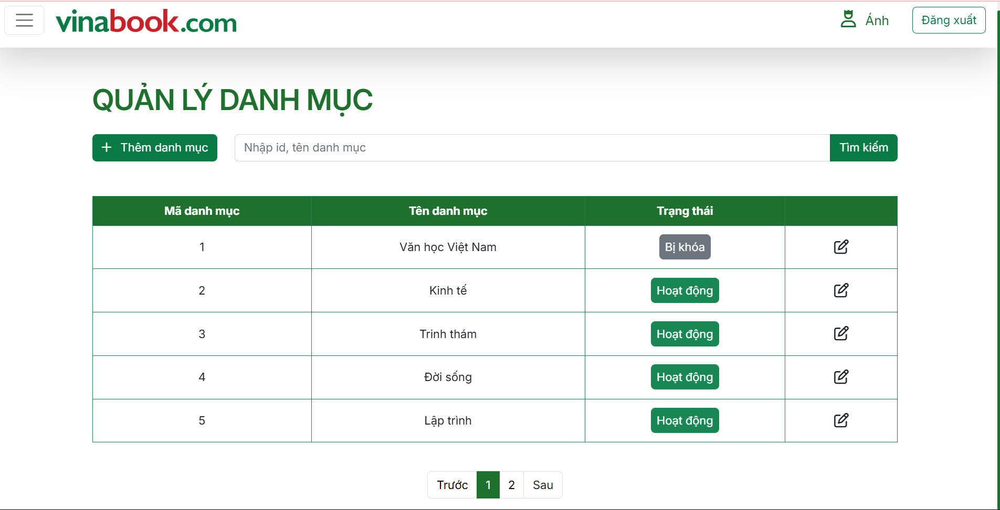 vinabook.com
Ánh
Đăng xuất
QUẢN LÝ DANH MỤC
+ Thêm danh mục
Nhập id, tên danh mục
Tìm kiếm
Mã danh mục Tên danh mục Trạng thái
1 Văn học Việt Nam Bị khóa
2 Kinh tế Hoạt động
3 Trinh thám Hoạt động
4 Đời sống Hoạt động
5 Lập trình Hoạt động
Trước 1 2 Sau